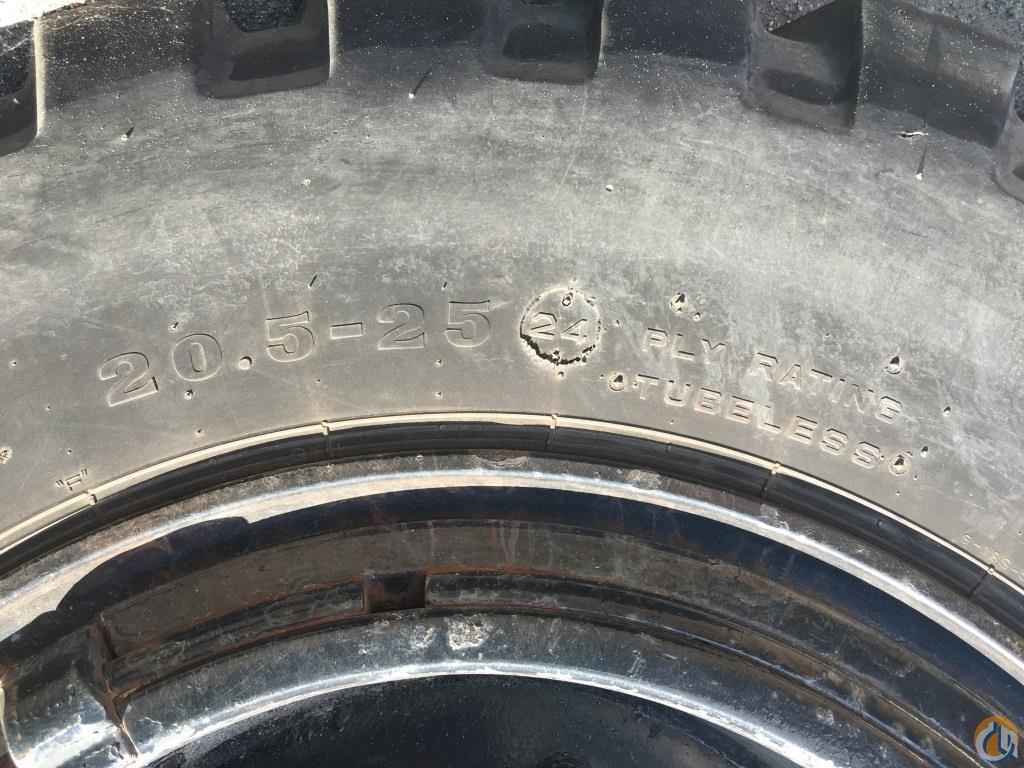 20.5-25 24 PLY RATING
TUBELESS
"H"